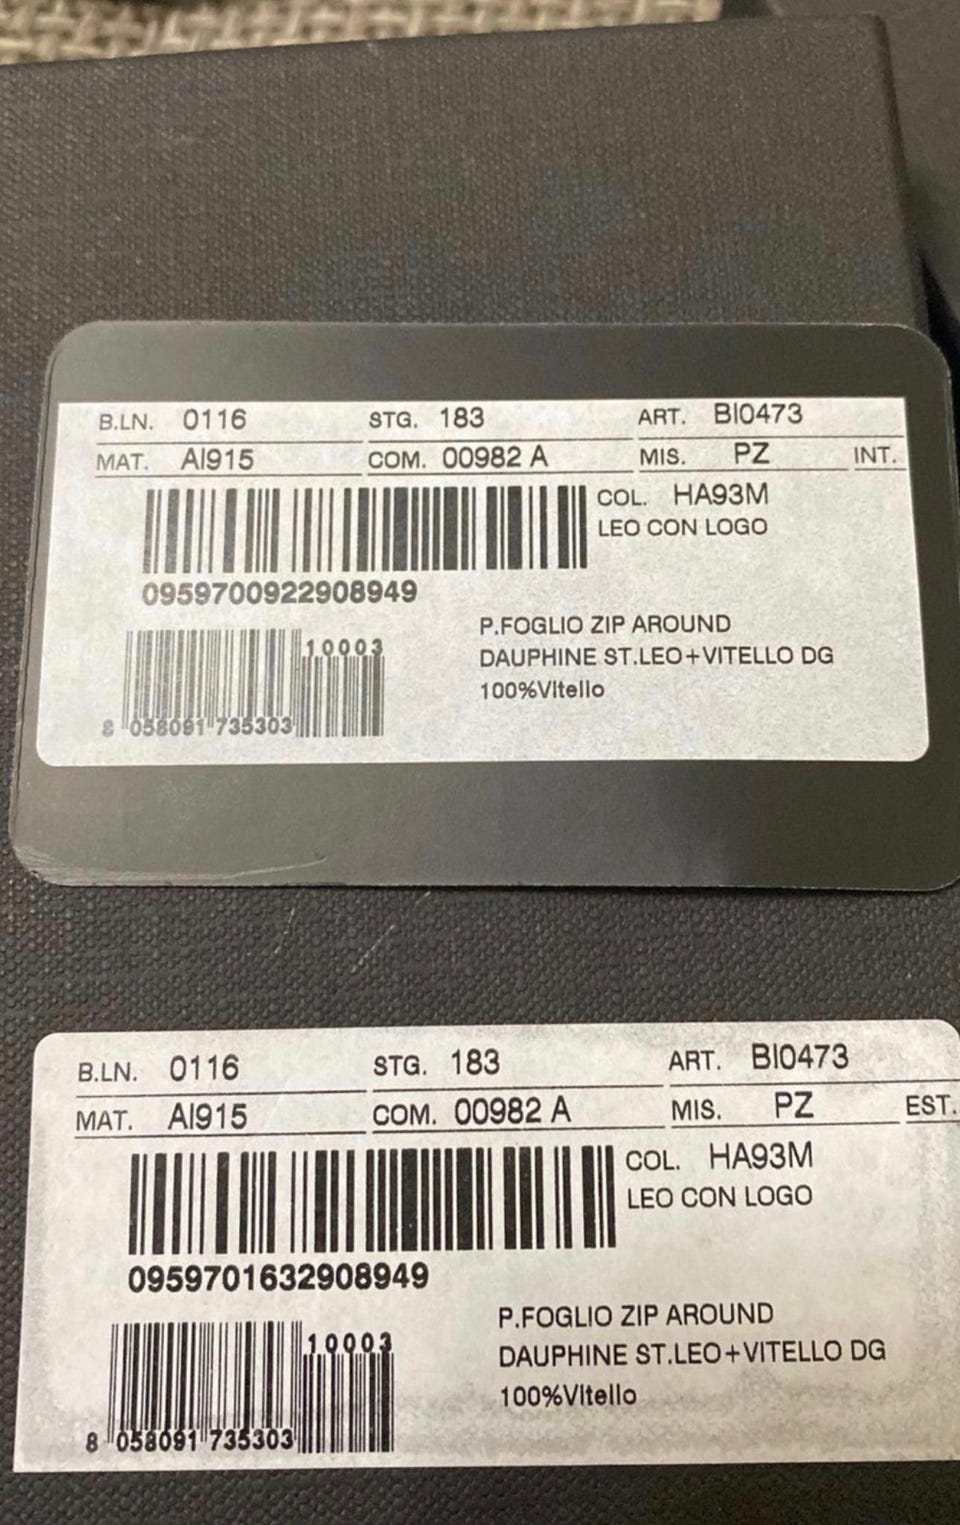 B.LN. 0116 STG. 183 ART. BI0473
MAT. AI915 COM. 00982 A MIS. PZ INT.
COL. HA93M
LEO CON LOGO
0959700922908949
P.FOGLIO ZIP AROUND
DAUPHINE ST.LEO+VITELLO DG
100%Vitello
10003
8 058091 735303
B.LN. 0116 STG. 183 ART. BI0473
MAT. AI915 COM. 00982 A MIS. PZ EST.
COL. HA93M
LEO CON LOGO
0959701632908949
P.FOGLIO ZIP AROUND
DAUPHINE ST.LEO+VITELLO DG
100%Vitello
10003
8 058091 735303